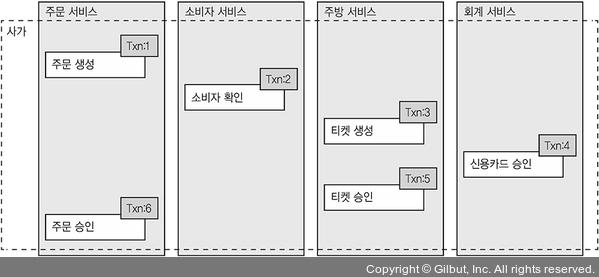 주문 서비스
소비자 서비스
주방 서비스
회계 서비스
사가
Txn:1
주문 생성
Txn:2
소비자 확인
Txn:3
티켓 생성
Txn:4
신용카드 승인
Txn:5
티켓 승인
Txn:6
주문 승인
Copyright © Gilbut, Inc. All rights reserved.